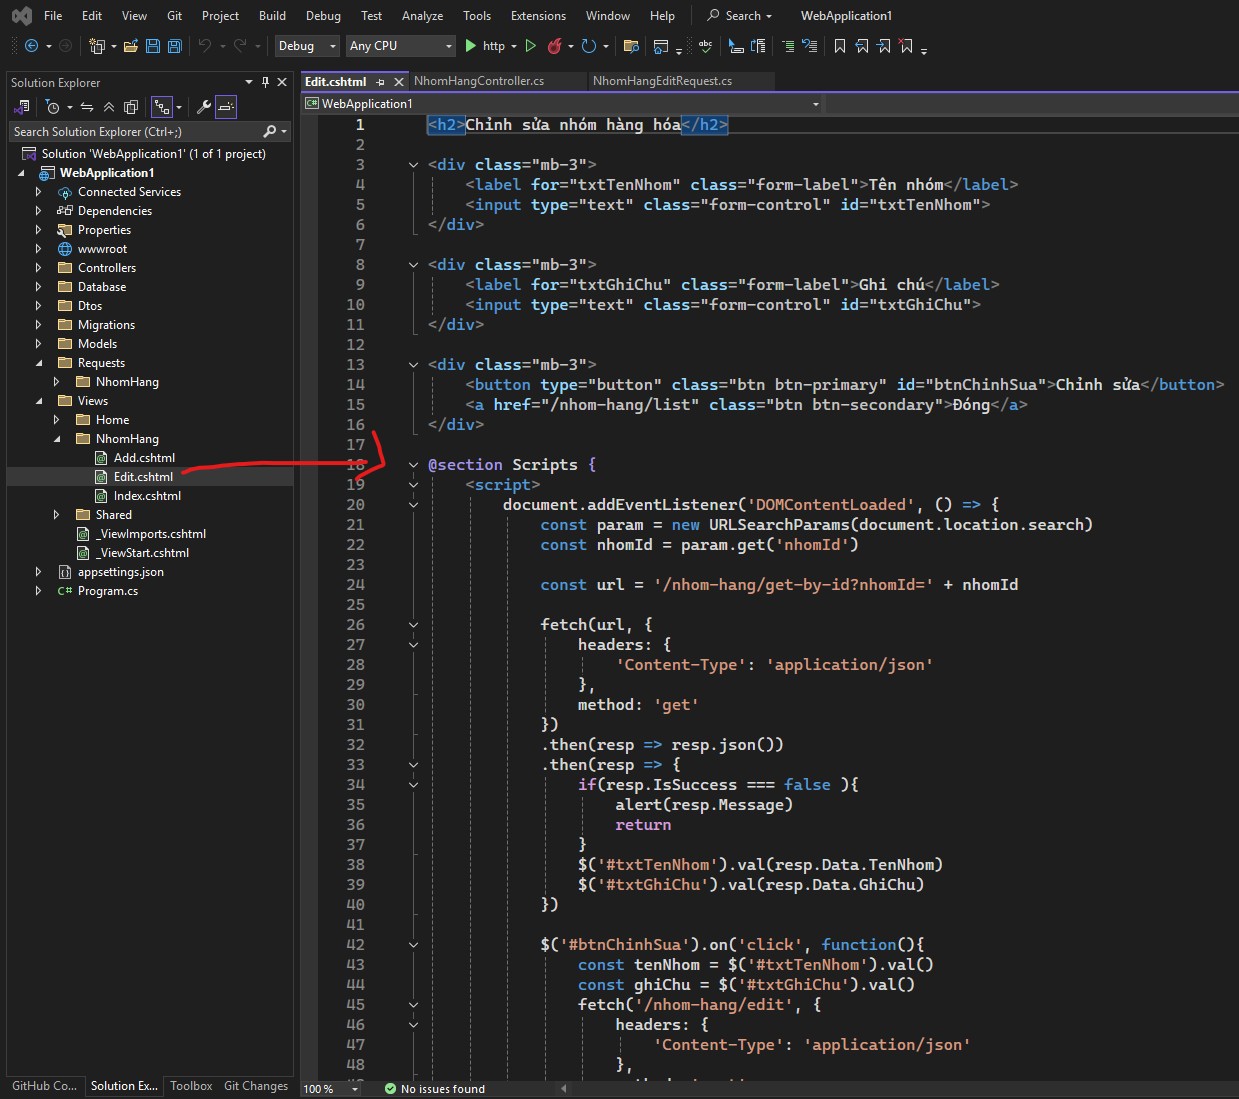 File Edit View Git Project Build Debug Test Analyze Tools Extensions Window Help Search WebApplication1
Debug Any CPU http
Solution Explorer
Search Solution Explorer (Ctrl+;)
Solution 'WebApplication1' (1 of 1 project)
WebApplication1
Connected Services
Dependencies
Properties
wwwroot
Controllers
Database
Dtos
Migrations
Models
Requests
NhomHang
Views
Home
NhomHang
Add.cshtml
Edit.cshtml
Index.cshtml
Shared
_ViewImports.cshtml
_ViewStart.cshtml
appsettings.json
C# Program.cs
GitHub Co... Solution Ex... Toolbox Git Changes
Edit.cshtml NhomHangController.cs NhomHangEditRequest.cs
C# WebApplication1
1 <h2>Chỉnh sửa nhóm hàng hóa</h2>
2
3 <div class="mb-3">
4 <label for="txtTenNhom" class="form-label">Tên nhóm</label>
5 <input type="text" class="form-control" id="txtTenNhom">
6 </div>
7
8 <div class="mb-3">
9 <label for="txtGhiChu" class="form-label">Ghi chú</label>
10 <input type="text" class="form-control" id="txtGhiChu">
11 </div>
12
13 <div class="mb-3">
14 <button type="button" class="btn btn-primary" id="btnChinhSua">Chỉnh sửa</button>
15 <a href="/nhom-hang/list" class="btn btn-secondary">Đóng</a>
16 </div>
17
18 @section Scripts {
19 <script>
20 document.addEventListener('DOMContentLoaded', () => {
21 const param = new URLSearchParams(document.location.search)
22 const nhomId = param.get('nhomId')
23
24 const url = '/nhom-hang/get-by-id?nhomId=' + nhomId
25
26 fetch(url, {
27 headers: {
28 'Content-Type': 'application/json'
29 },
30 method: 'get'
31 })
32 .then(resp => resp.json())
33 .then(resp => {
34 if(resp.IsSuccess === false ){
35 alert(resp.Message)
36 return
37 }
38 $('#txtTenNhom').val(resp.Data.TenNhom)
39 $('#txtGhiChu').val(resp.Data.GhiChu)
40 })
41
42 $('#btnChinhSua').on('click', function(){
43 const tenNhom = $('#txtTenNhom').val()
44 const ghiChu = $('#txtGhiChu').val()
45 fetch('/nhom-hang/edit', {
46 headers: {
47 'Content-Type': 'application/json'
48 },
100 % No issues found